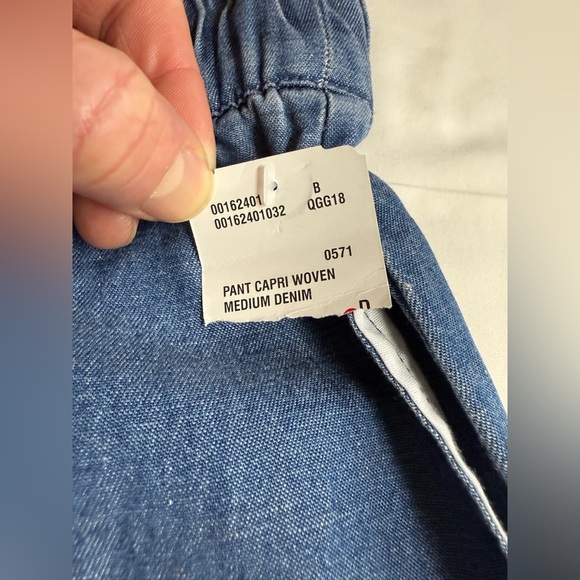 00162401 B
00162401032 QGG18
0571
PANT CAPRI WOVEN
MEDIUM DENIM
D